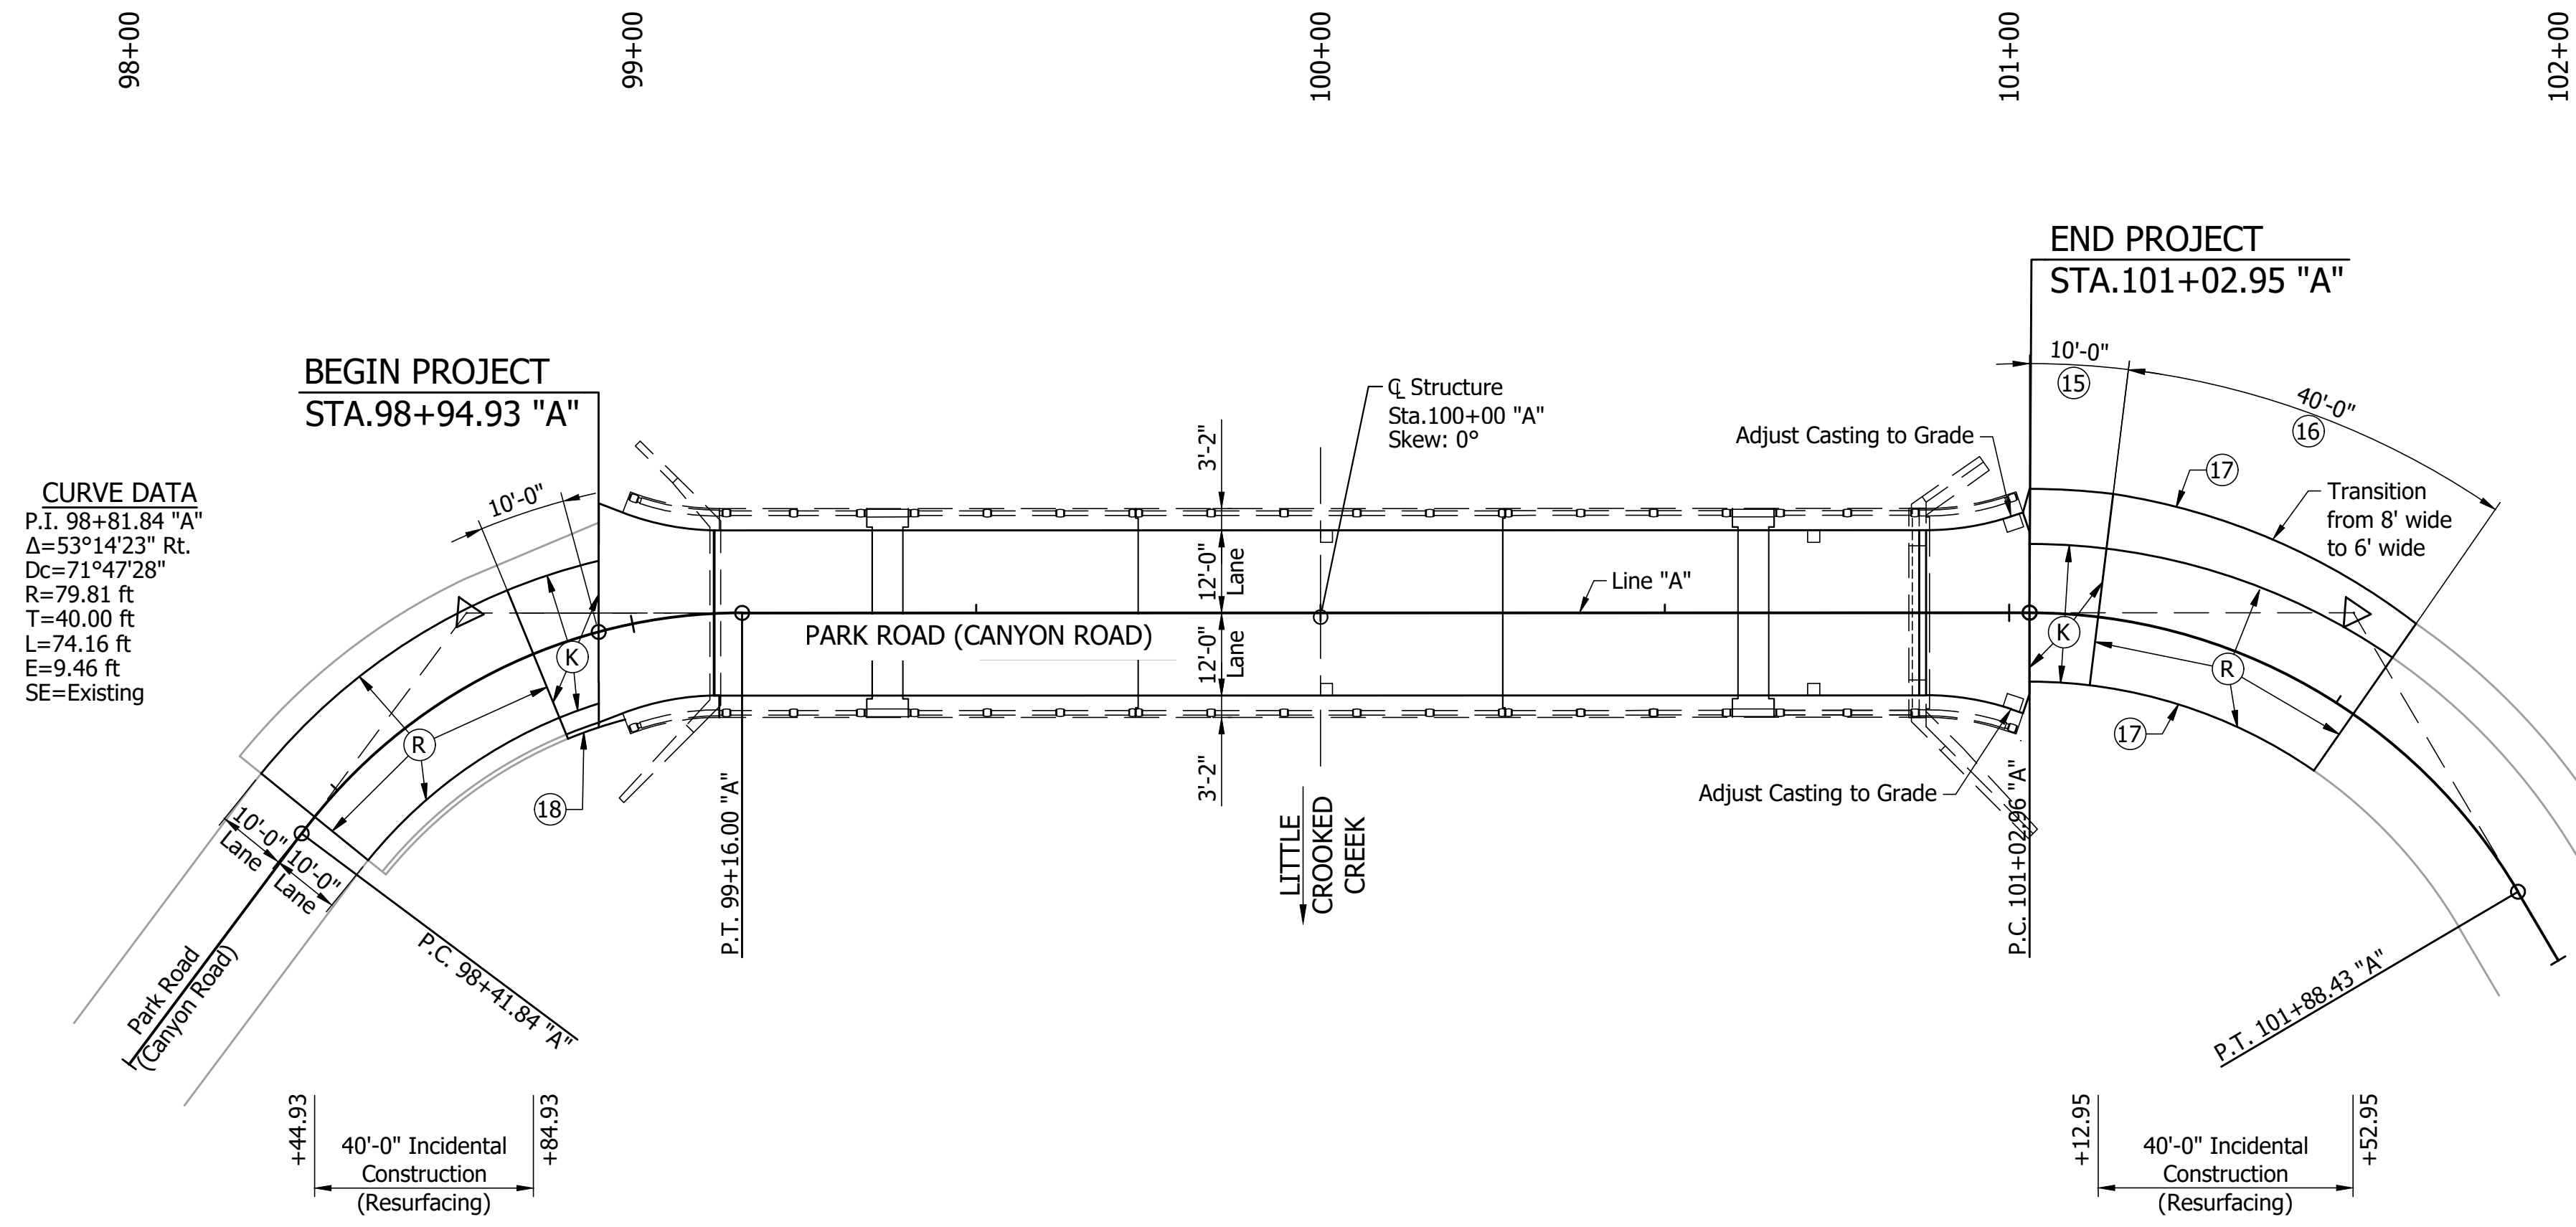 98+00
99+00
100+00
101+00
102+00
END PROJECT
STA.101+02.95 "A"
BEGIN PROJECT
STA.98+94.93 "A"
CURVE DATA
P.I. 98+81.84 "A"
Δ=53°14'23" Rt.
Dc=71°47'28"
R=79.81 ft
T=40.00 ft
L=74.16 ft
E=9.46 ft
SE=Existing
10'-0"
K
R
18
10'-0"
Lane
10'-0"
Lane
Park Road
(Canyon Road)
P.C. 98+41.84 "A"
P.T. 99+16.00 "A"
PARK ROAD (CANYON ROAD)
3'-2"
12'-0"
Lane
12'-0"
Lane
3'-2"
℄ Structure
Sta.100+00 "A"
Skew: 0°
Line "A"
LITTLE
CROOKED
CREEK
Adjust Casting to Grade
Adjust Casting to Grade
10'-0"
15
40'-0"
16
17
Transition
from 8' wide
to 6' wide
K
R
17
P.C. 101+02.96 "A"
P.T. 101+88.43 "A"
+44.93
40'-0" Incidental
Construction
(Resurfacing)
+84.93
+12.95
40'-0" Incidental
Construction
(Resurfacing)
+52.95